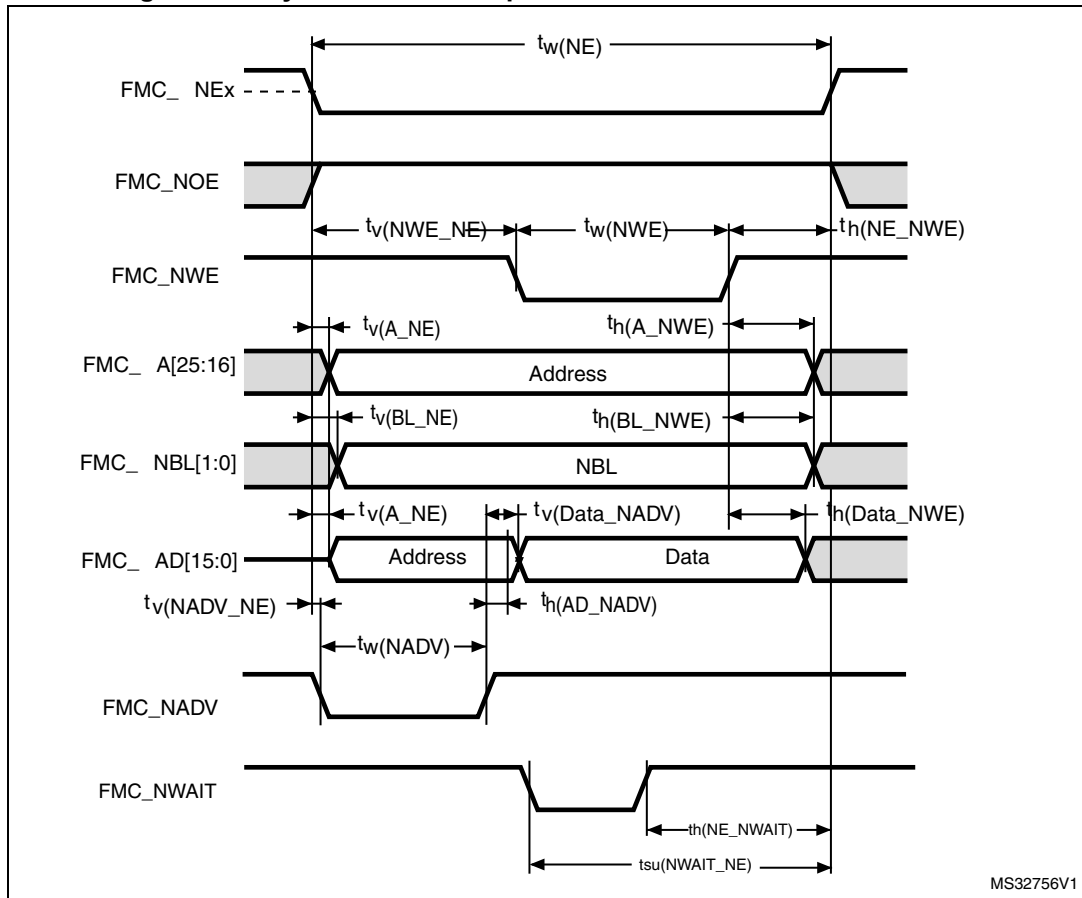 tw(NE)
FMC_ NEx
FMC_NOE
tv(NWE_NE) tw(NWE) th(NE_NWE)
FMC_NWE
tv(A_NE) th(A_NWE)
FMC_ A[25:16] Address
tv(BL_NE) th(BL_NWE)
FMC_ NBL[1:0] NBL
tv(A_NE) tv(Data_NADV) th(Data_NWE)
FMC_ AD[15:0] Address Data
tv(NADV_NE) th(AD_NADV)
tw(NADV)
FMC_NADV
FMC_NWAIT
th(NE_NWAIT)
tsu(NWAIT_NE)
MS32756V1